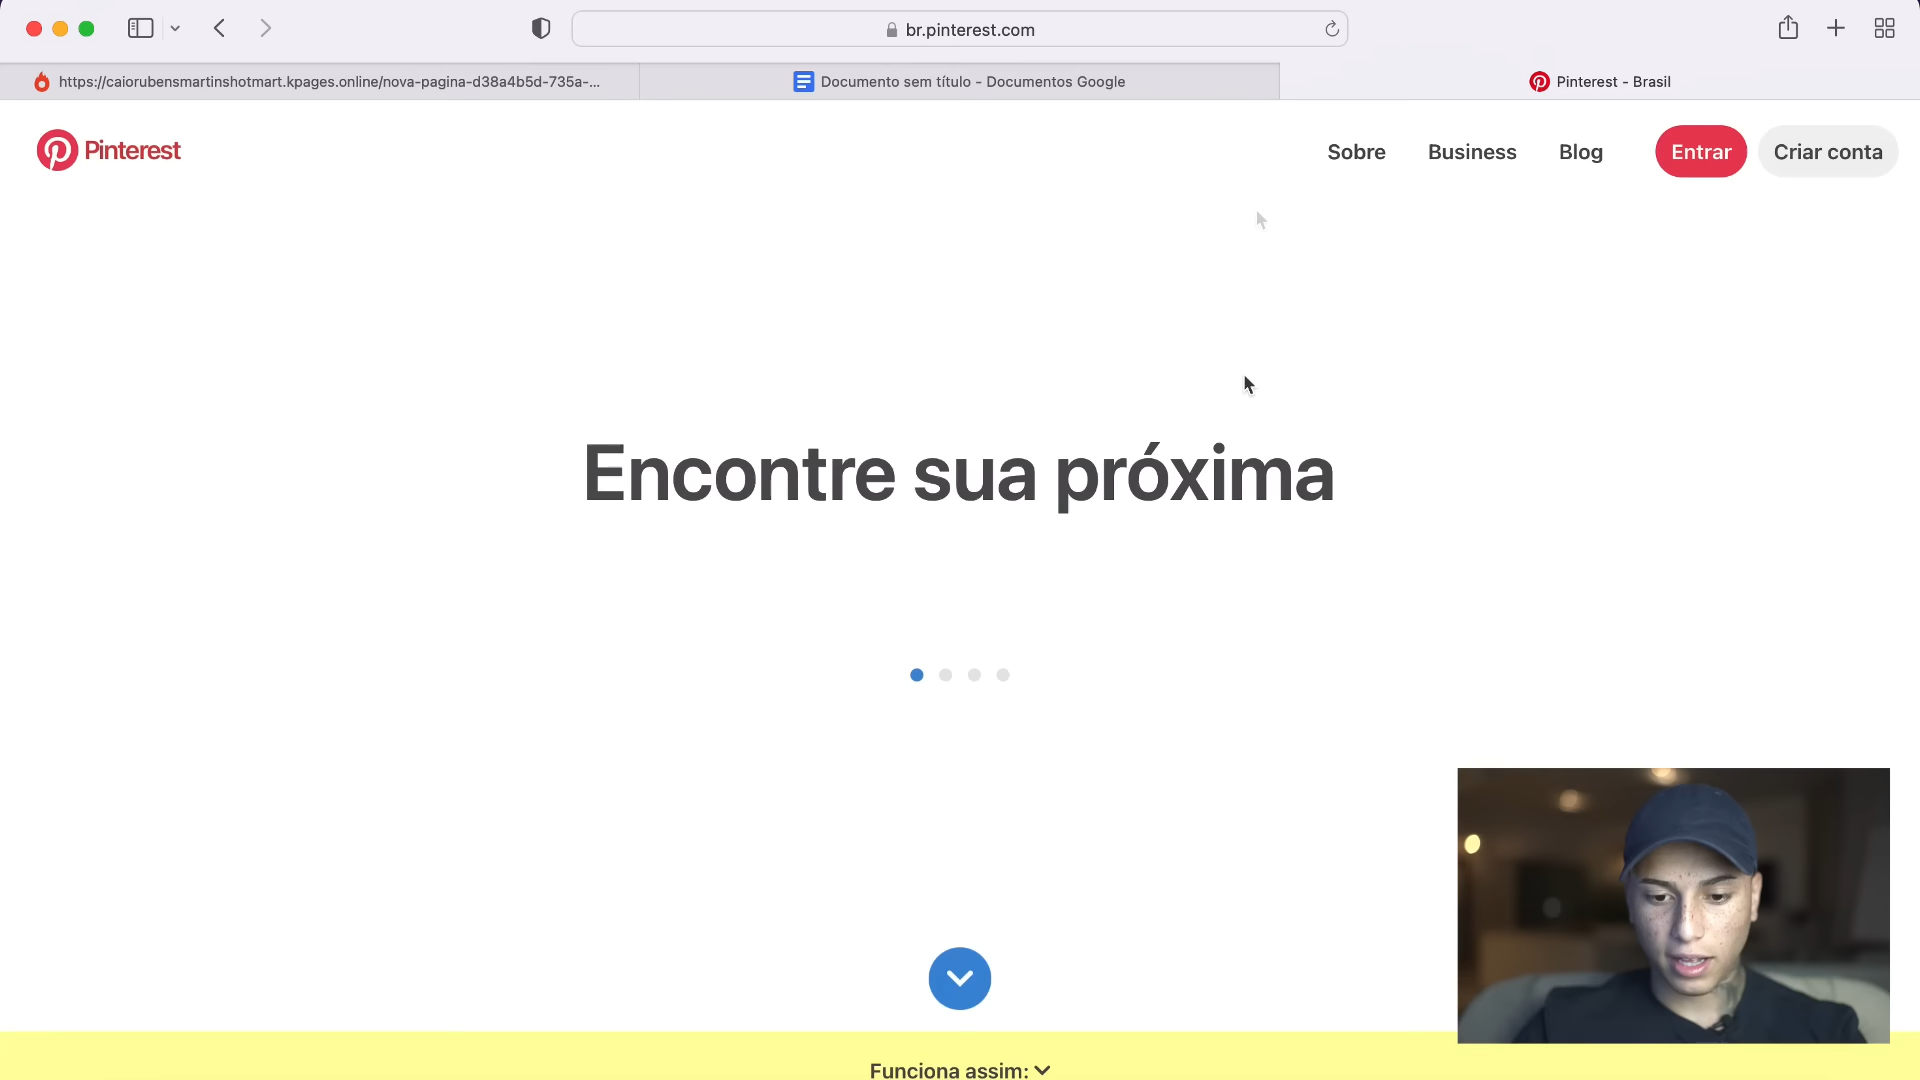 br.pinterest.com
https://caiorubensmartinshotmart.kpages.online/nova-pagina-d38a4b5d-735a-...
Documento sem título - Documentos Google
Pinterest - Brasil
Pinterest
Sobre
Business
Blog
Entrar
Criar conta
Encontre sua próxima
Funciona assim: